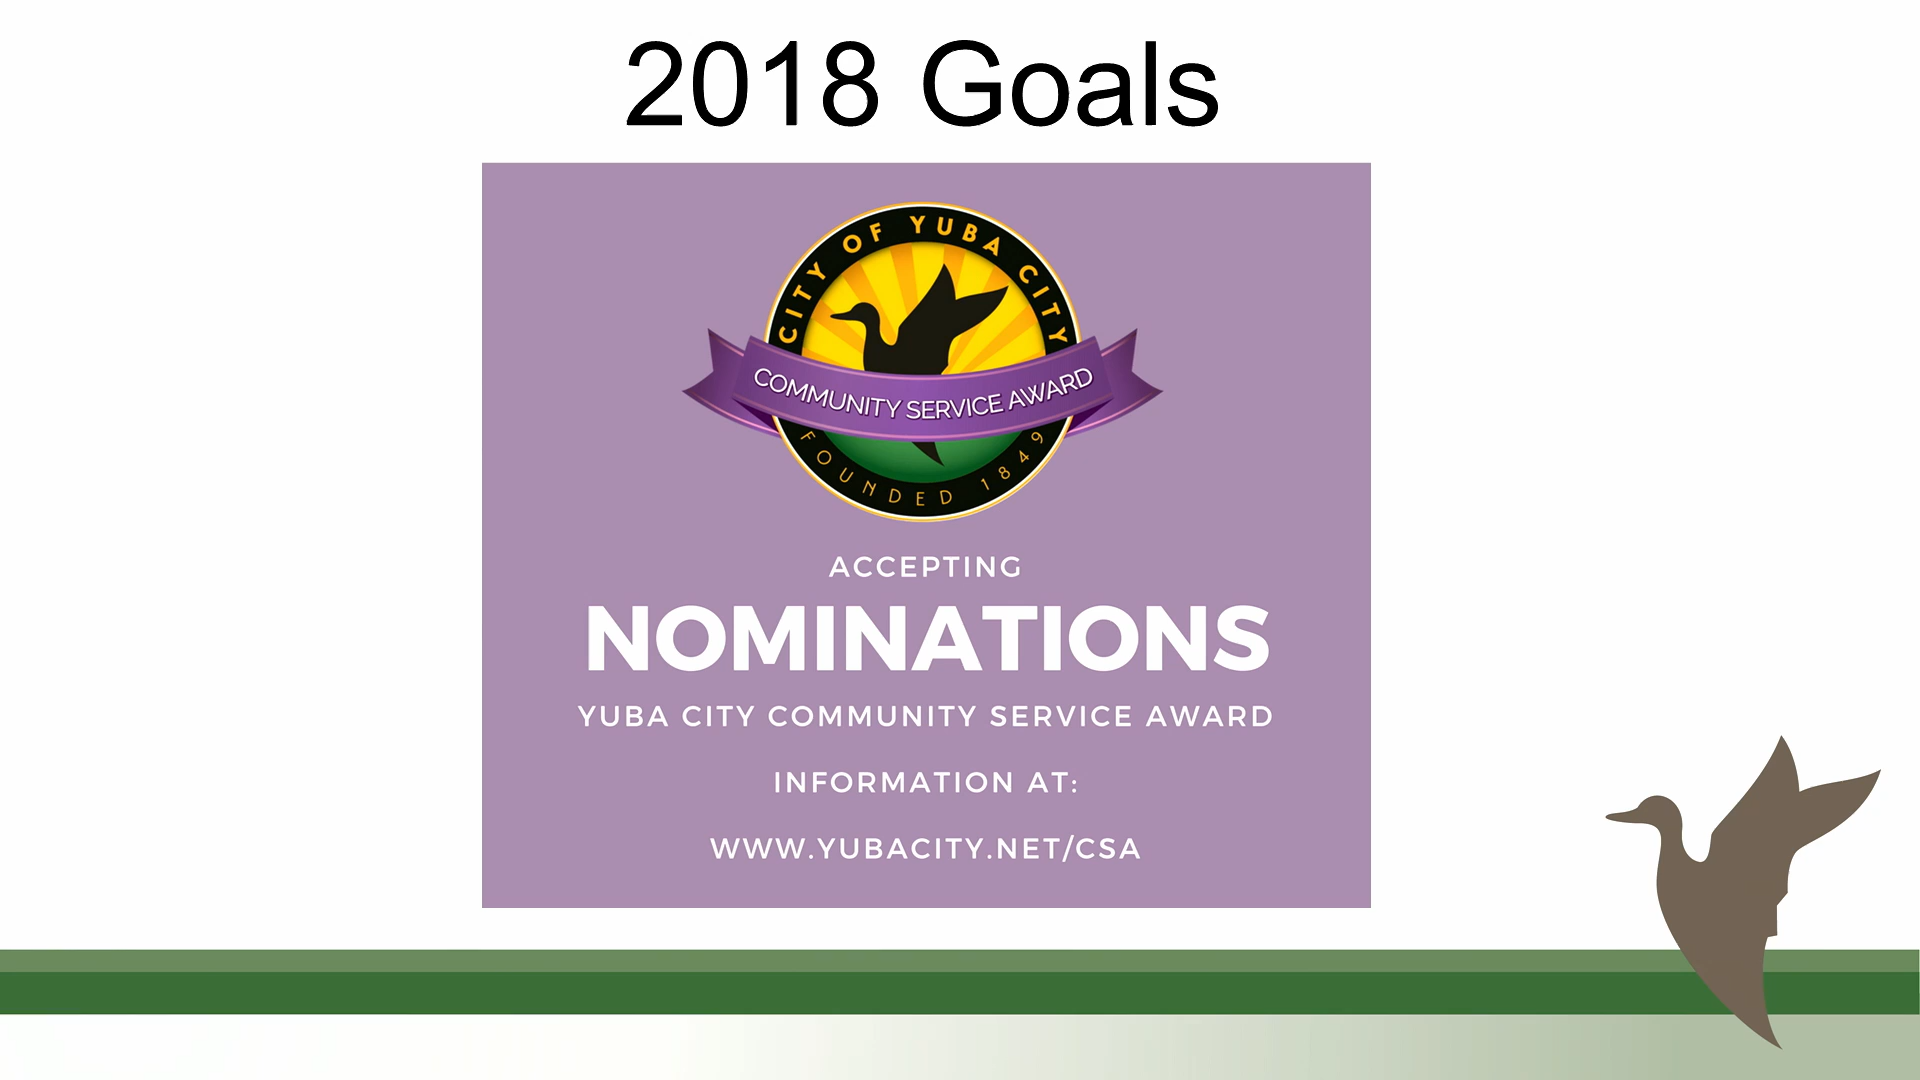 2018 Goals
CITY OF YUBA CITY
COMMUNITY SERVICE AWARD
FOUNDED 1849
ACCEPTING
NOMINATIONS
YUBA CITY COMMUNITY SERVICE AWARD
INFORMATION AT:
WWW.YUBACITY.NET/CSA